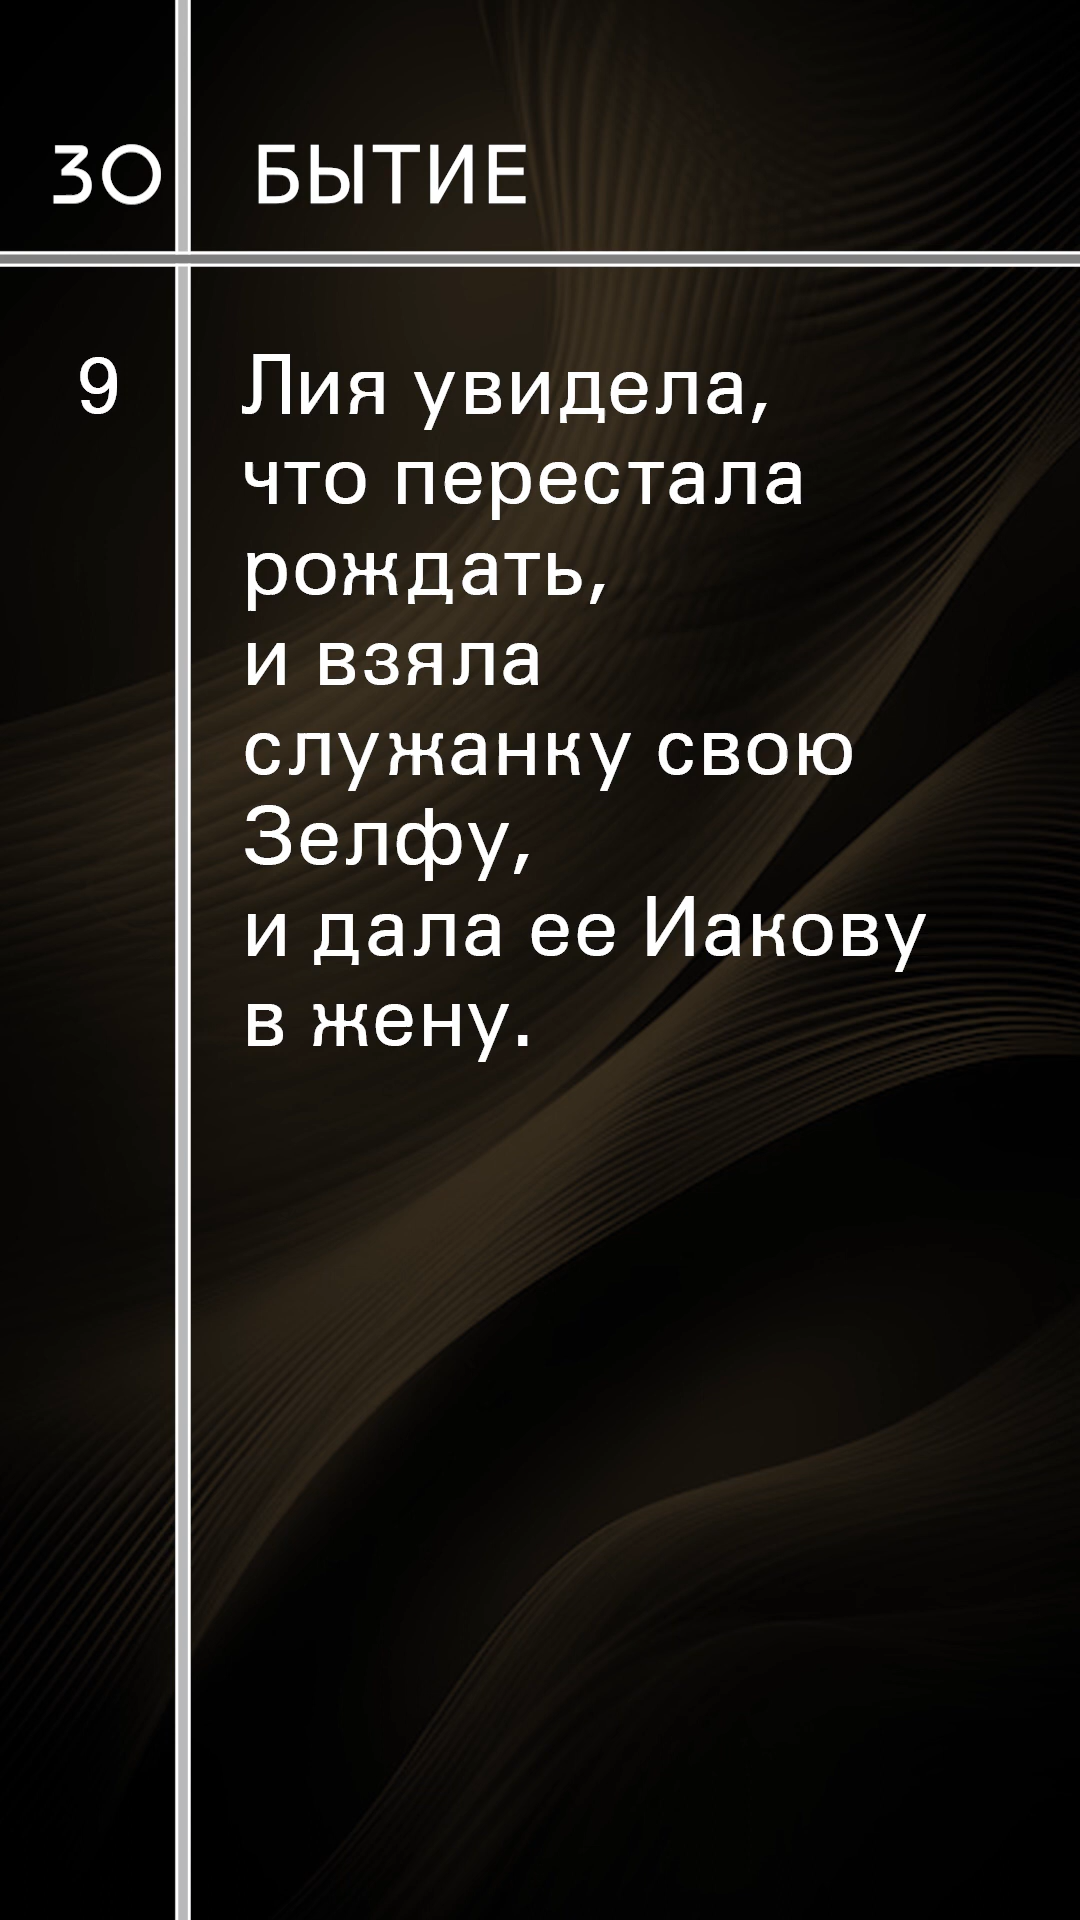 30 БЫТИЕ
9 Лия увидела,
что перестала
рождать,
и взяла
служанку свою
Зелфу,
и дала ее Иакову
в жену.